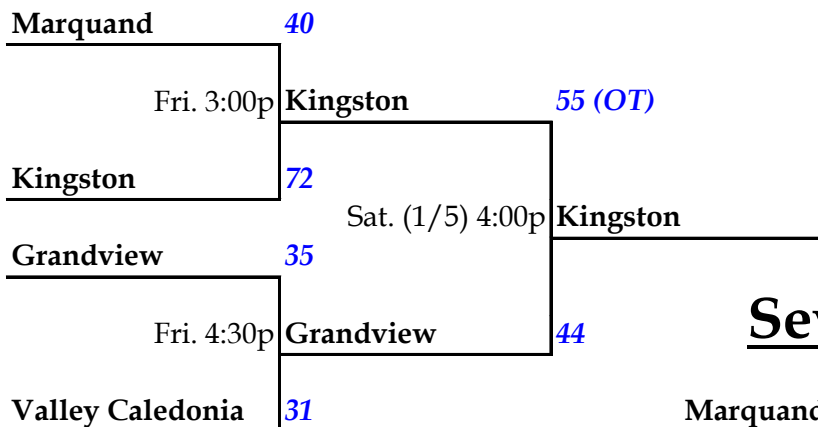 Marquand 40
Fri. 3:00p Kingston 55 (OT)
Kingston 72
Sat. (1/5) 4:00p Kingston
Grandview 35
Fri. 4:30p Grandview 44
Valley Caledonia 31